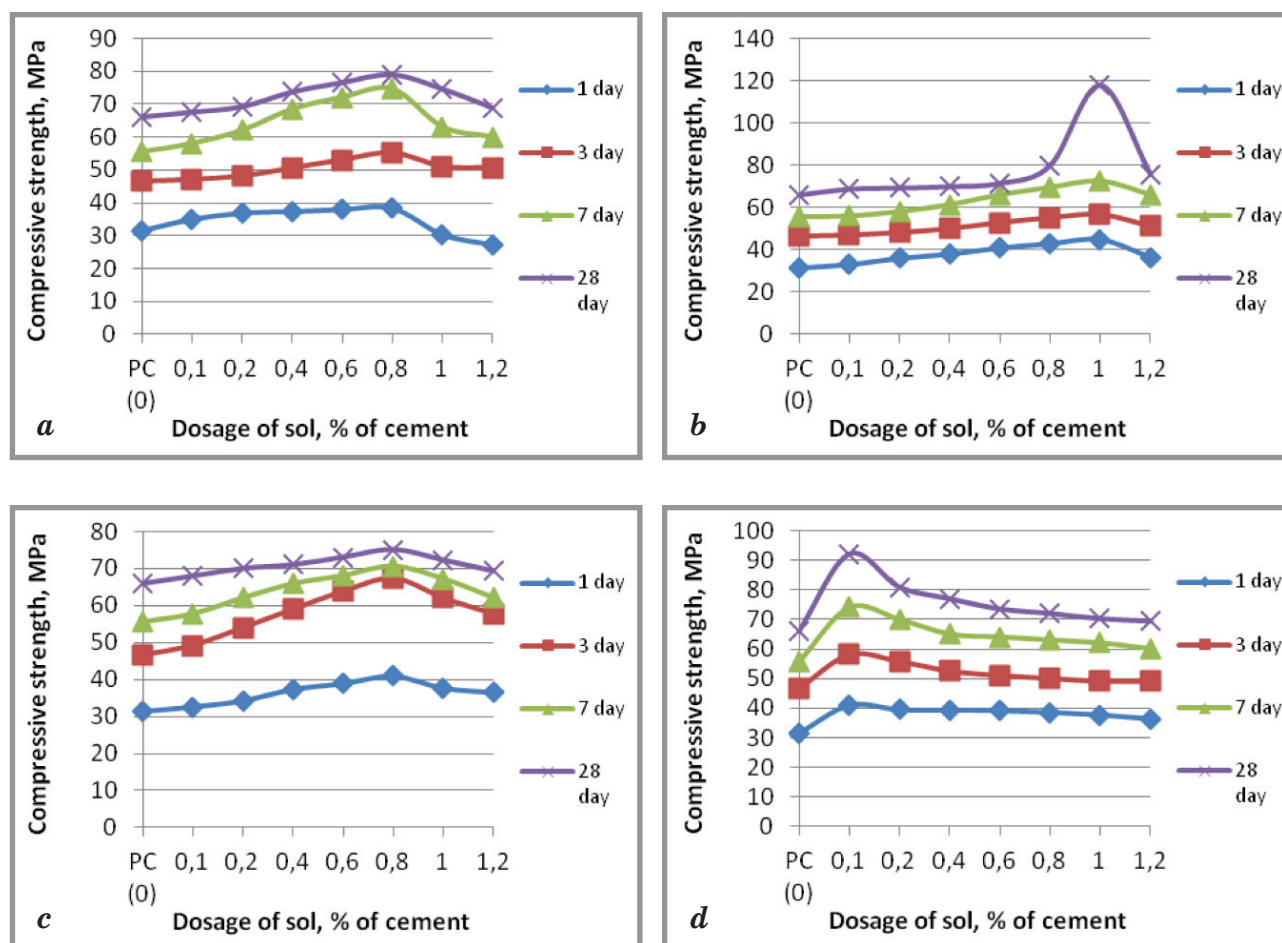 Compressive strength, MPa
90
80
70
60
50
40
30
20
10
0
PC 0,1 0,2 0,4 0,6 0,8 1 1,2
(0)
Dosage of sol, % of cement
1 day
3 day
7 day
28
day
a
Compressive strength, MPa
140
120
100
80
60
40
20
0
PC 0,1 0,2 0,4 0,6 0,8 1 1,2
(0)
Dosage of sol, % of cement
1 day
3 day
7 day
28
day
b
Compressive strength, MPa
80
70
60
50
40
30
20
10
0
PC 0,1 0,2 0,4 0,6 0,8 1 1,2
(0)
Dosage of sol, % of cement
1 day
3 day
7 day
28
day
c
Compressive strength, MPa
100
90
80
70
60
50
40
30
20
10
0
PC 0,1 0,2 0,4 0,6 0,8 1 1,2
(0)
Dosage of sol, % of cement
1 day
3 day
7 day
28
day
d